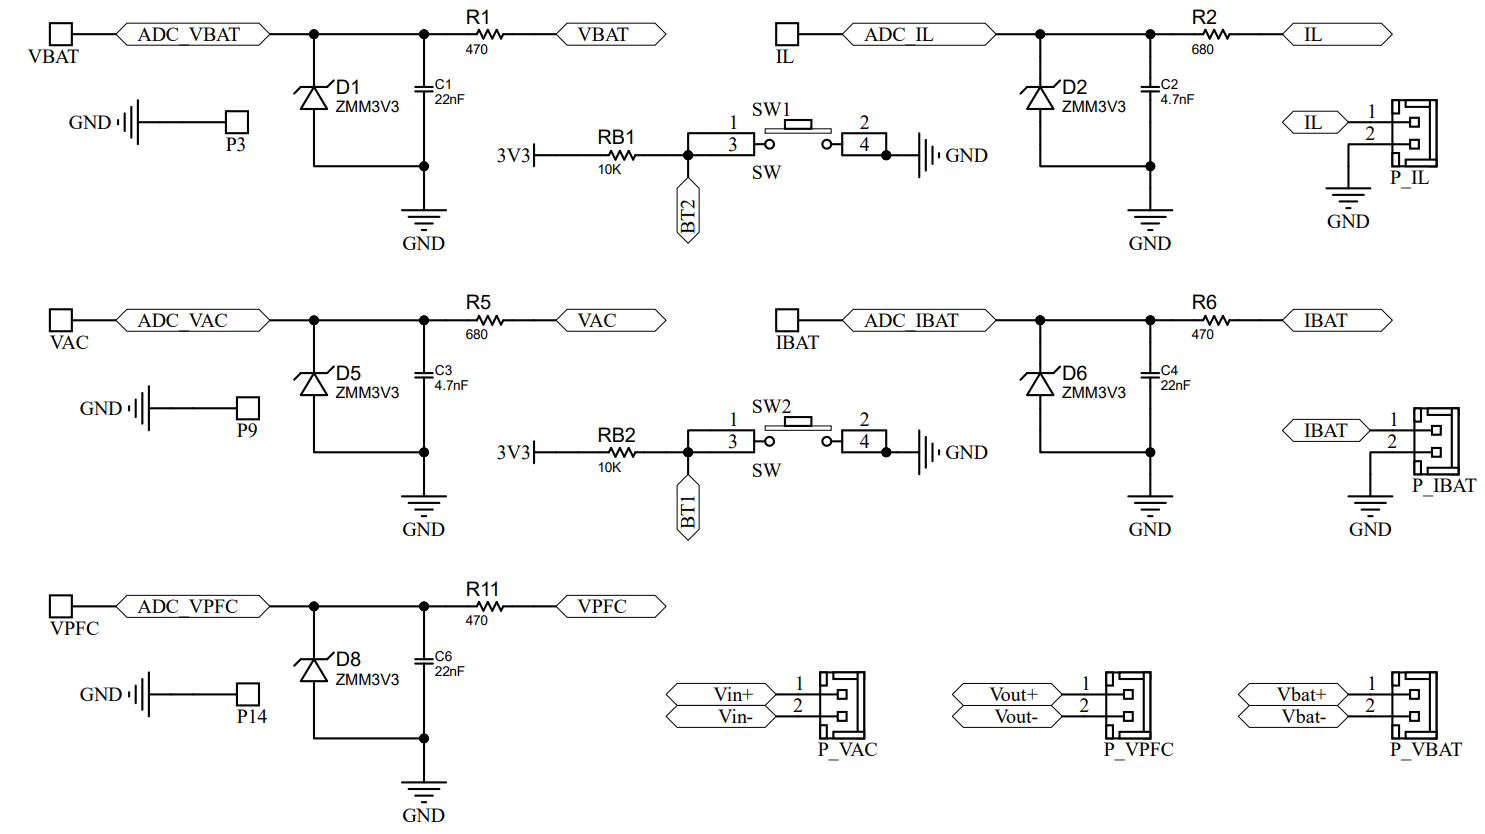 R1
ADC_VBAT
VBAT
470
VBAT
D1
ZMM3V3
C1
22nF
GND
P3
GND
R2
ADC_IL
IL
680
IL
D2
ZMM3V3
C2
4.7nF
GND
SW1
1
2
3
4
RB1
3V3
10K
SW
GND
BT2
IL
1
2
P_IL
GND
R5
ADC_VAC
VAC
680
VAC
D5
ZMM3V3
C3
4.7nF
GND
P9
GND
R6
ADC_IBAT
IBAT
470
IBAT
D6
ZMM3V3
C4
22nF
GND
SW2
1
2
3
4
RB2
3V3
10K
SW
GND
BT1
IBAT
1
2
P_IBAT
GND
R11
ADC_VPFC
VPFC
470
VPFC
D8
ZMM3V3
C6
22nF
GND
P14
GND
Vin+
1
Vin-
2
P_VAC
Vout+
1
Vout-
2
P_VPFC
Vbat+
1
Vbat-
2
P_VBAT